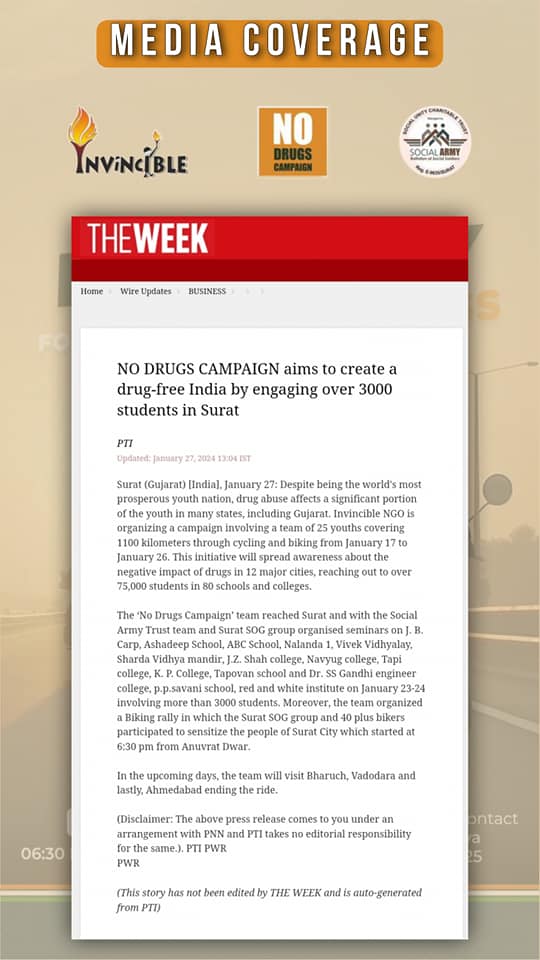 MEDIA COVERAGE
INVINCIBLE
NO
DRUGS
CAMPAIGN
SOCIAL UNITY CHARITABLE TRUST
SOCIAL ARMY
THE WEEK
Home
Wire Updates
BUSINESS
S
FO
NO DRUGS CAMPAIGN aims to create a
drug-free India by engaging over 3000
students in Surat
PTI
Updated: January 27, 2024 13:04 IST
Surat (Gujarat) [India], January 27: Despite being the world's most
prosperous youth nation, drug abuse affects a significant portion
of the youth in many states, including Gujarat. Invincible NGO is
organizing a campaign involving a team of 25 youths covering
1100 kilometers through cycling and biking from January 17 to
January 26. This initiative will spread awareness about the
negative impact of drugs in 12 major cities, reaching out to over
75,000 students in 80 schools and colleges.
The ‘No Drugs Campaign’ team reached Surat and with the Social
Army Trust team and Surat SOG group organised seminars on J. B.
Carp, Ashadeep School, ABC School, Nalanda 1, Vivek Vidhyalay,
Sharda Vidhya mandir, J.Z. Shah college, Navyug college, Tapi
college, K. P. College, Tapovan school and Dr. SS Gandhi engineer
college, p.p.savani school, red and white institute on January 23-24
involving more than 3000 students. Moreover, the team organized
a Biking rally in which the Surat SOG group and 40 plus bikers
participated to sensitize the people of Surat City which started at
6:30 pm from Anuvrat Dwar.
In the upcoming days, the team will visit Bharuch, Vadodara and
lastly, Ahmedabad ending the ride.
(Disclaimer: The above press release comes to you under an
arrangement with PNN and PTI takes no editorial responsibility
for the same.). PTI PWR
PWR
(This story has not been edited by THE WEEK and is auto-generated
from PTI)
ontact
va
06:30
25